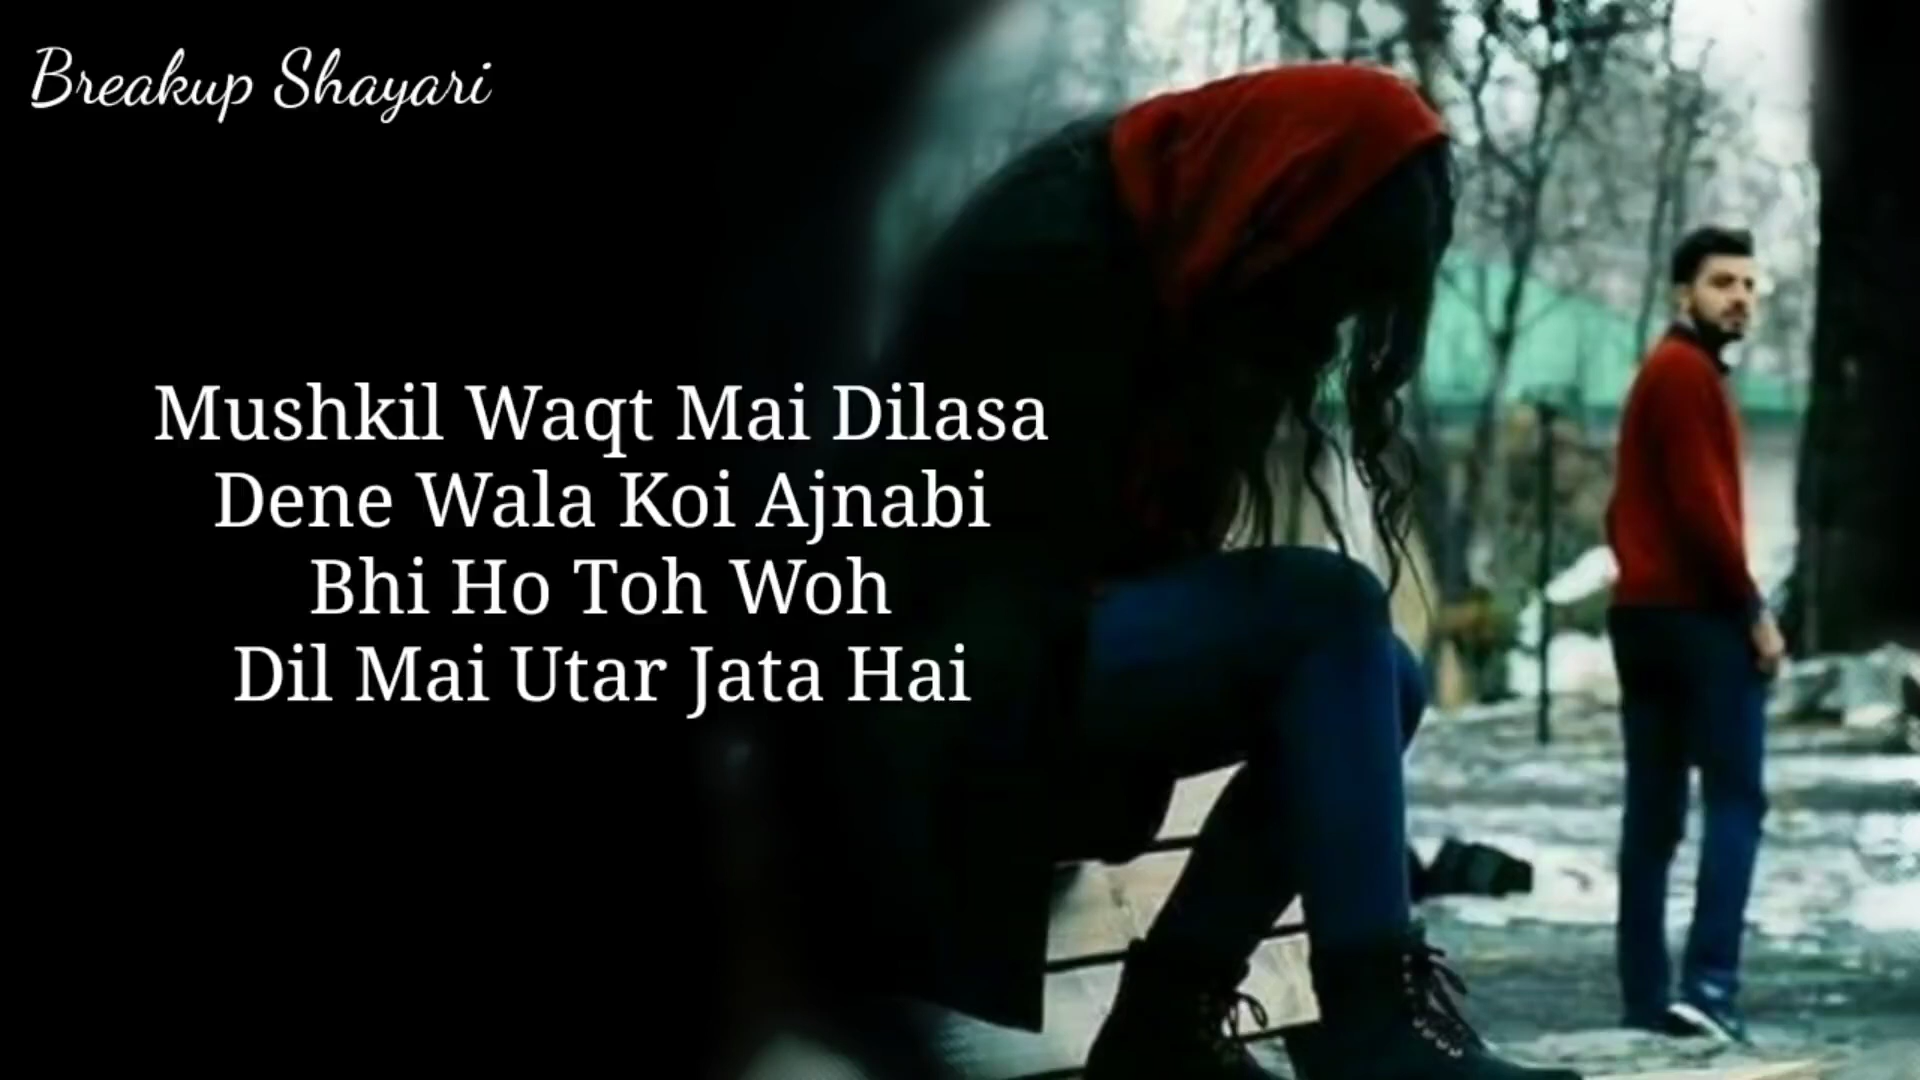 Breakup Shayari
Mushkil Waqt Mai Dilasa
Dene Wala Koi Ajnabi
Bhi Ho Toh Woh
Dil Mai Utar Jata Hai